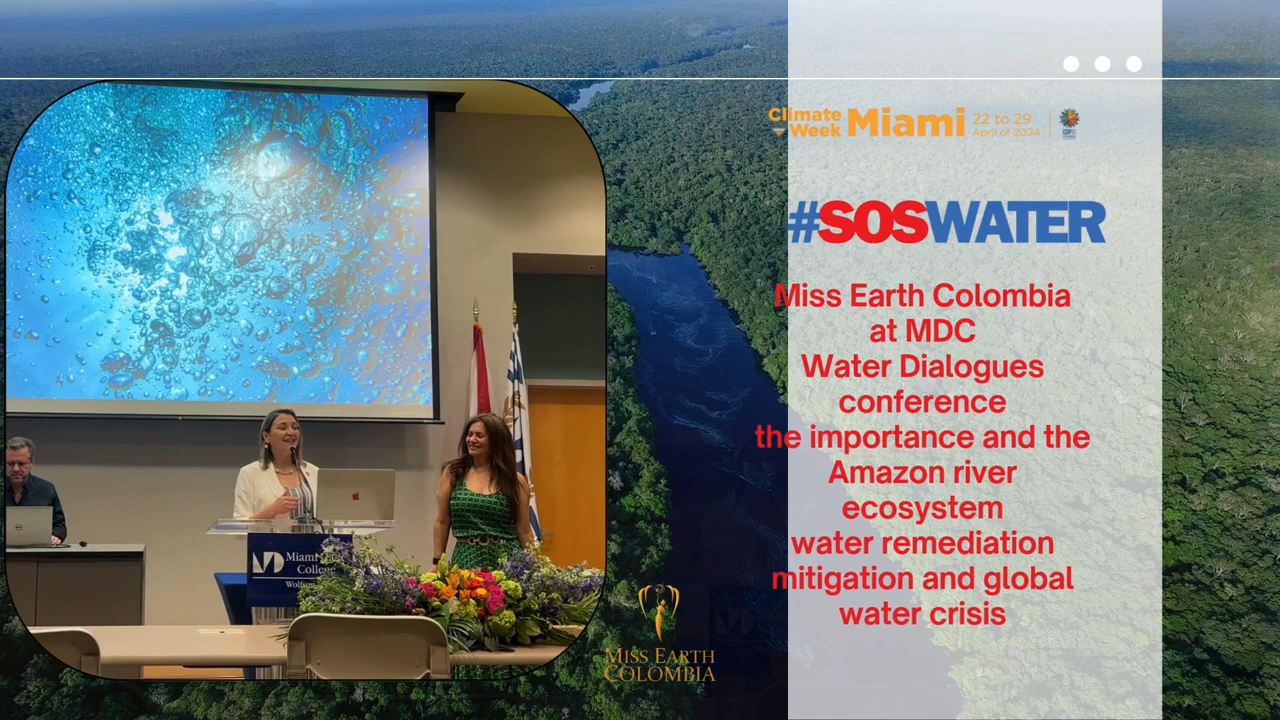 Climate
Week
Miami
22 to 29
April of 2024
#SOSWATER
Miss Earth Colombia
at MDC
Water Dialogues
conference
the importance and the
Amazon river
ecosystem
water remediation
mitigation and global
water crisis
Miami
College
MISS EARTH
COLOMBIA